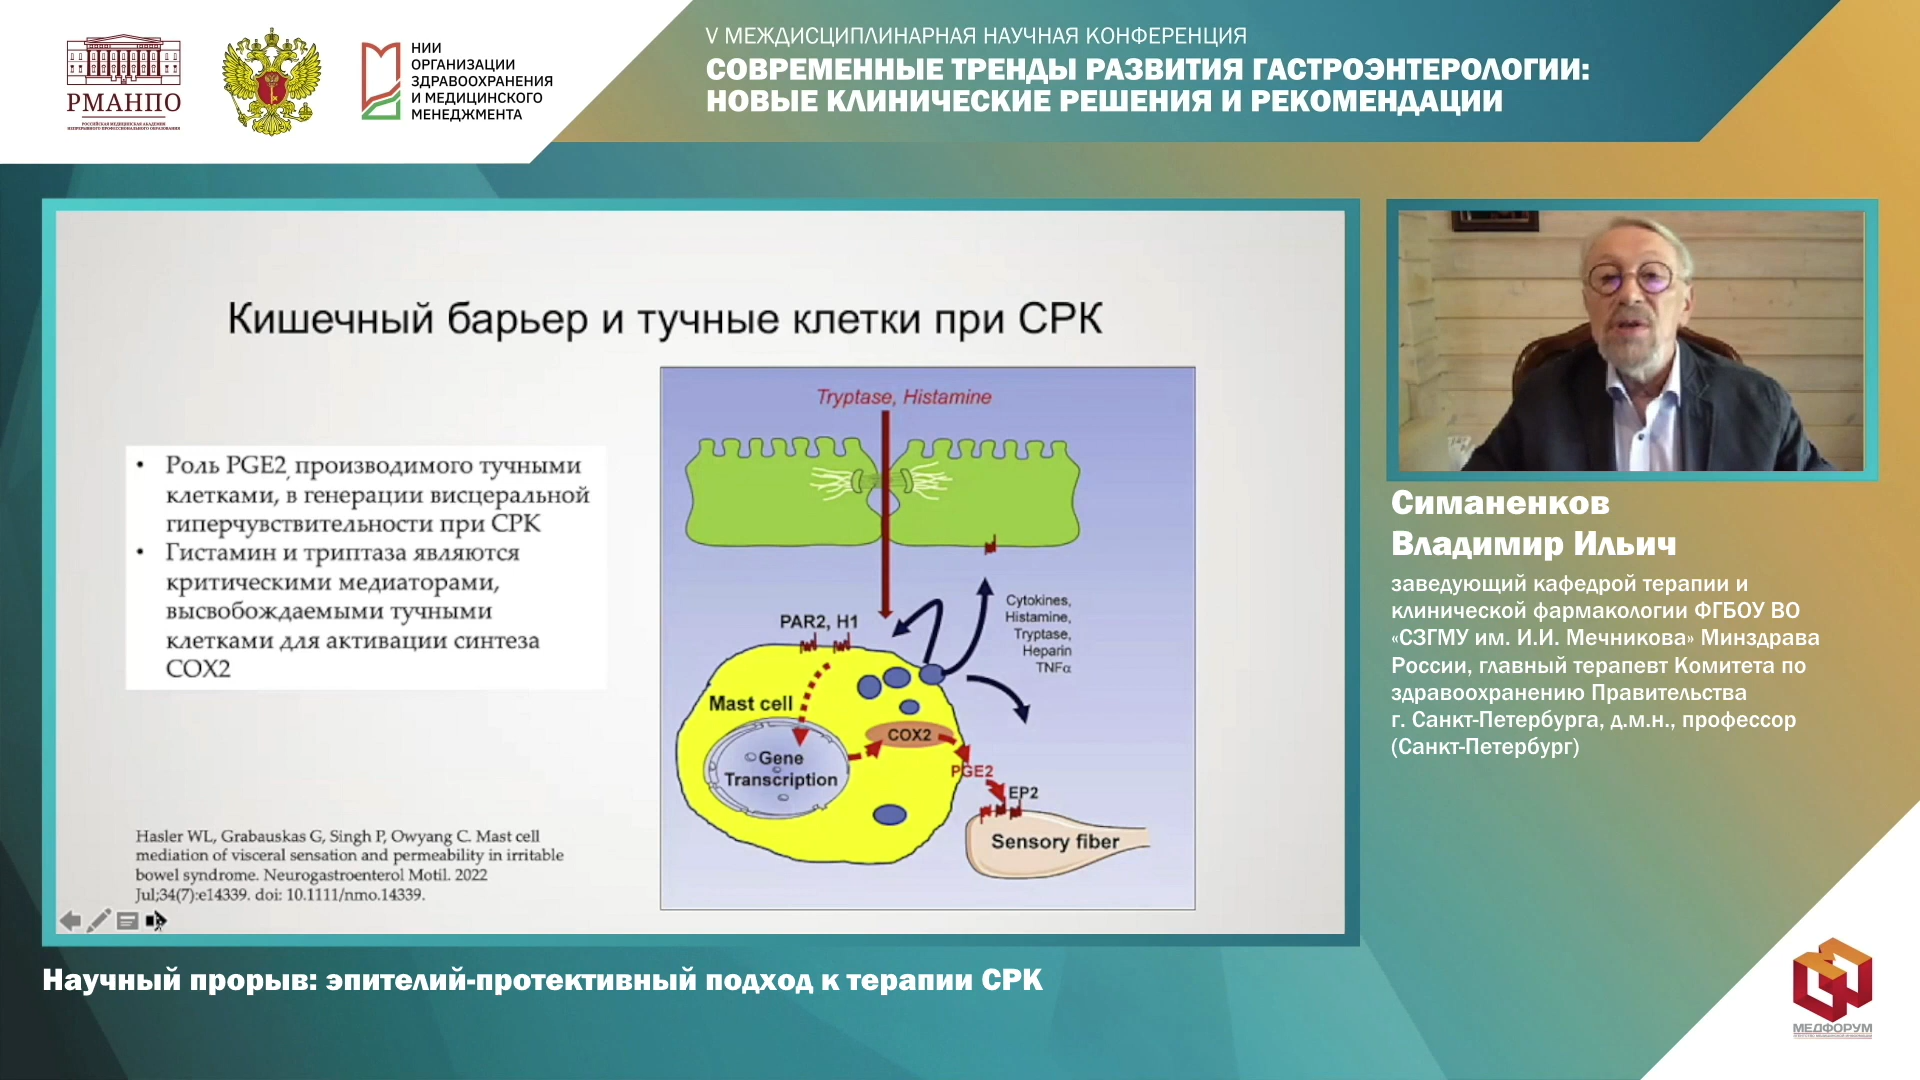 РМАНПО
РОССИЙСКАЯ МЕДИЦИНСКАЯ АКАДЕМИЯ
НЕПРЕРЫВНОГО ПРОФЕССИОНАЛЬНОГО ОБРАЗОВАНИЯ
НИИ
ОРГАНИЗАЦИИ
ЗДРАВООХРАНЕНИЯ
И МЕДИЦИНСКОГО
МЕНЕДЖМЕНТА
V МЕЖДИСЦИПЛИНАРНАЯ НАУЧНАЯ КОНФЕРЕНЦИЯ
СОВРЕМЕННЫЕ ТРЕНДЫ РАЗВИТИЯ ГАСТРОЭНТЕРОЛОГИИ:
НОВЫЕ КЛИНИЧЕСКИЕ РЕШЕНИЯ И РЕКОМЕНДАЦИИ
Кишечный барьер и тучные клетки при СРК
• Роль PGE2, производимого тучными
клетками, в генерации висцеральной
гиперчувствительности при СРК
• Гистамин и триптаза являются
критическими медиаторами,
высвобождаемыми тучными
клетками для активации синтеза
COX2
Hasler WL, Grabauskas G, Singh P, Owyang C. Mast cell
mediation of visceral sensation and permeability in irritable
bowel syndrome. Neurogastroenterol Motil. 2022
Jul;34(7):e14339. doi: 10.1111/nmo.14339.
Tryptase, Histamine
PAR2, H1
Cytokines,
Histamine,
Tryptase,
Heparin
TNFα
Mast cell
COX2
Gene
Transcription
PGE2
EP2
Sensory fiber
Симаненков
Владимир Ильич
заведующий кафедрой терапии и
клинической фармакологии ФГБОУ ВО
«СЗГМУ им. И.И. Мечникова» Минздрава
России, главный терапевт Комитета по
здравоохранению Правительства
г. Санкт-Петербурга, д.м.н., профессор
(Санкт-Петербург)
Научный прорыв: эпителий-протективный подход к терапии СРК
МЕДФОРУМ